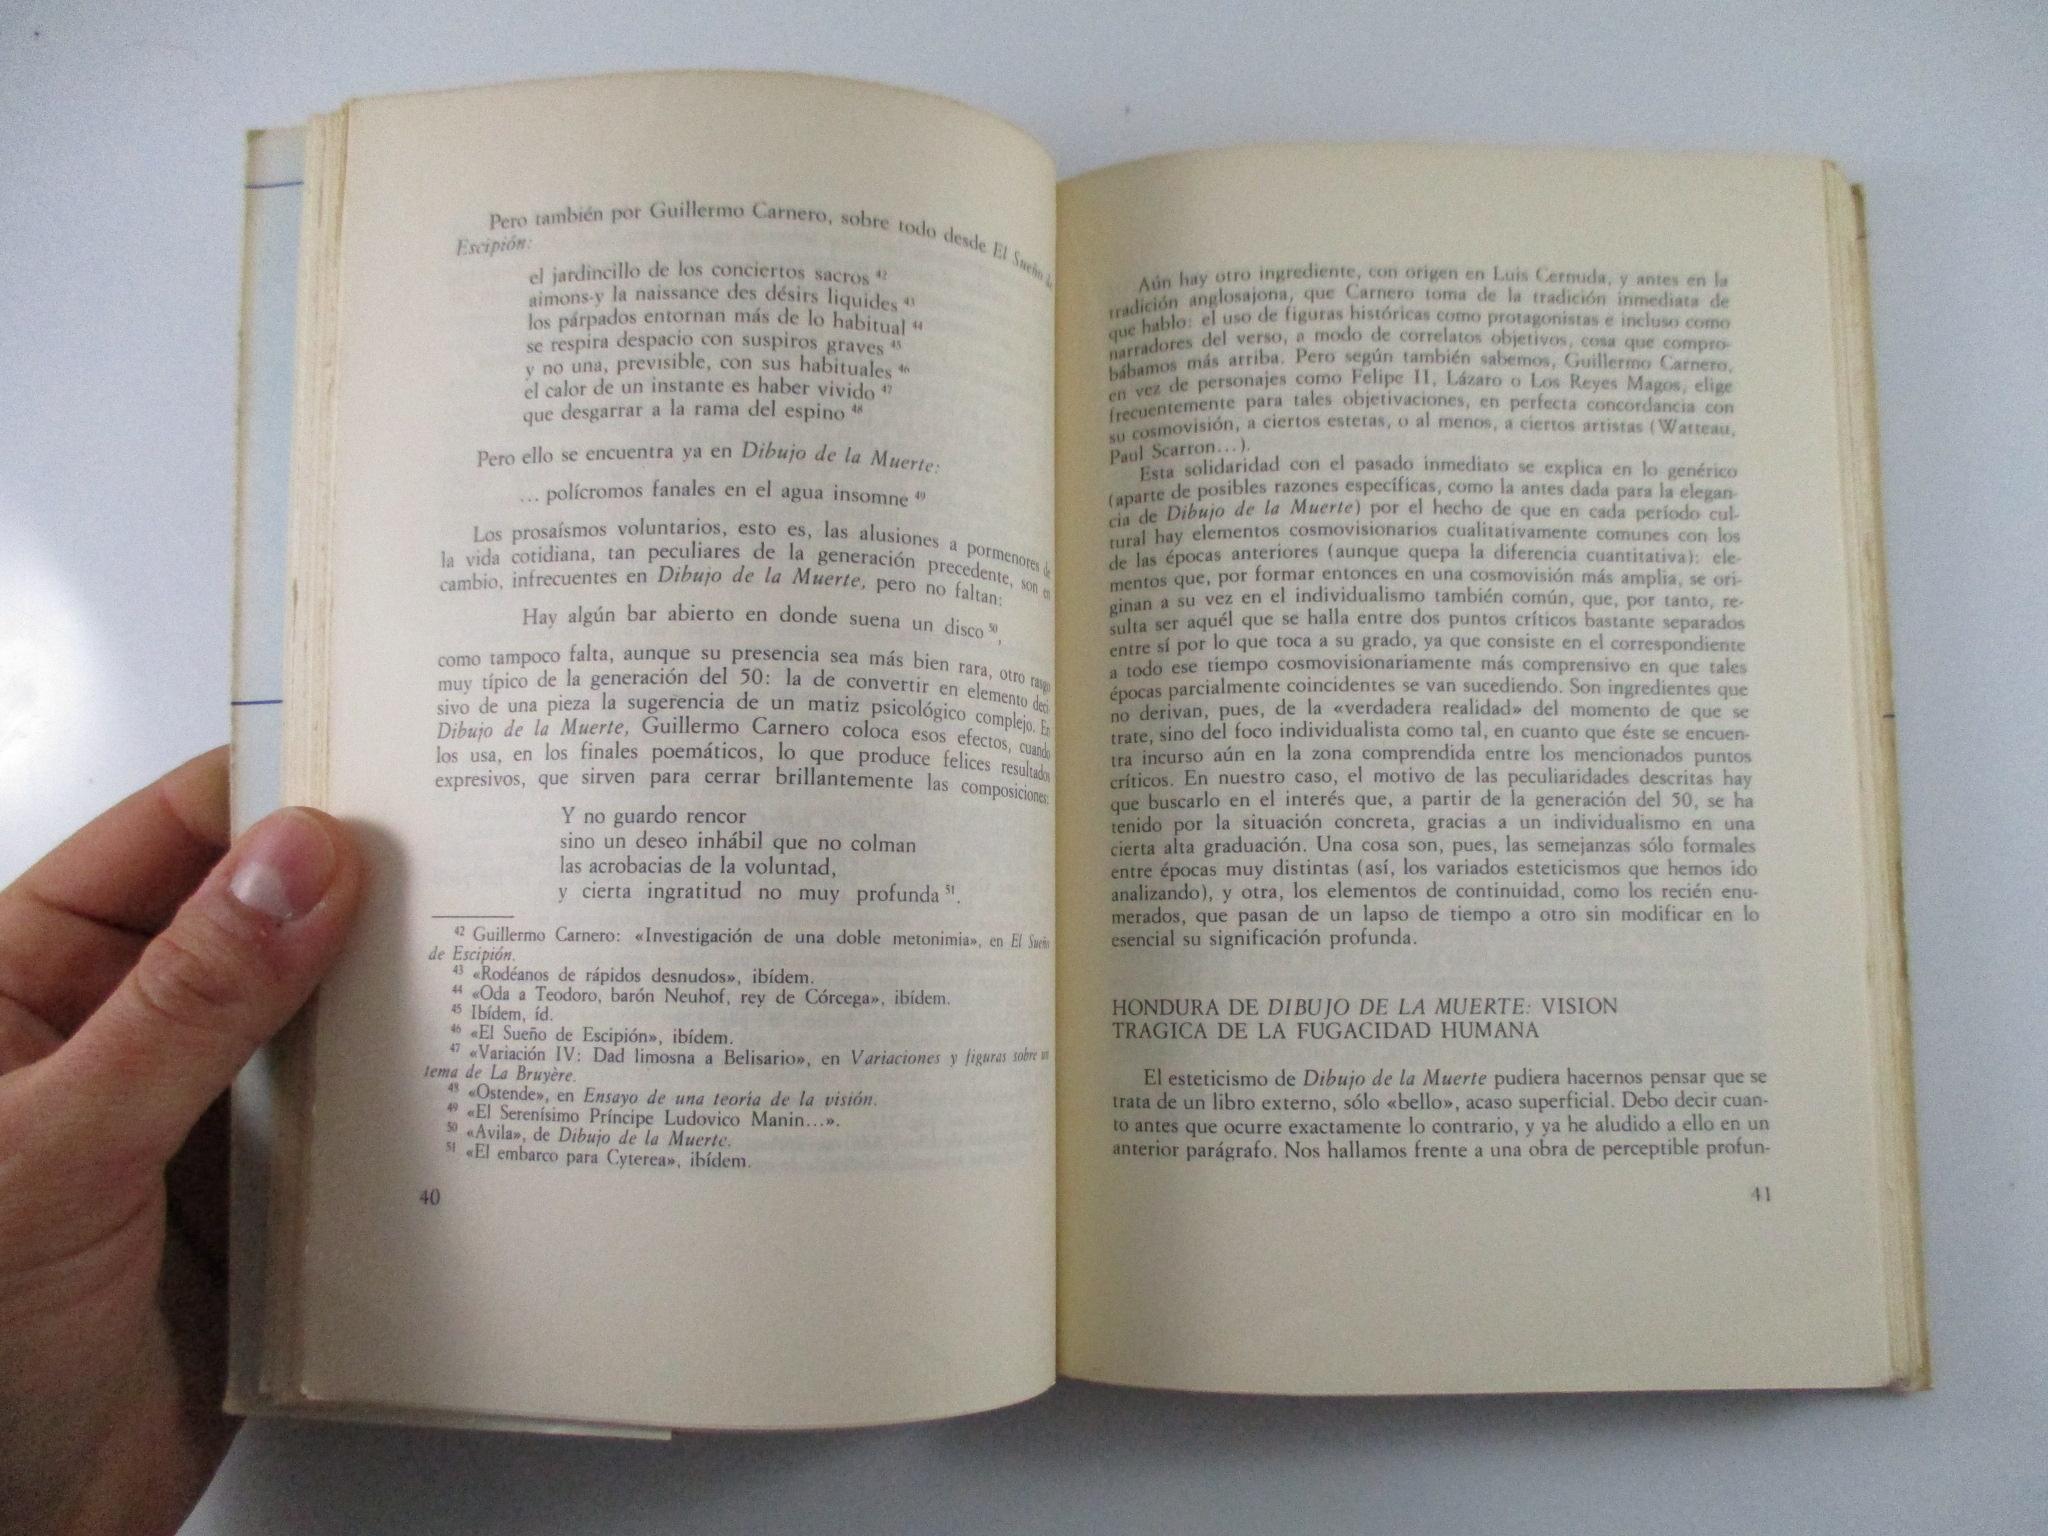 Pero también por Guillermo Carnero, sobre todo desde El Sueño de
Escipión:
el jardincillo de los conciertos sacros 42
aimons-y la naissance des désirs liquides 43
los párpados entornan más de lo habitual 44
se respira despacio con suspiros graves 45
y no una, previsible, con sus habituales 46
el calor de un instante es haber vivido 47
que desgarrar a la rama del espino 48
Pero ello se encuentra ya en Dibujo de la Muerte:
... polícromos fanales en el agua insomne 49
Los prosaísmos voluntarios, esto es, las alusiones a pormenores de
la vida cotidiana, tan peculiares de la generación precedente, son en
cambio, infrecuentes en Dibujo de la Muerte, pero no faltan:
Hay algún bar abierto en donde suena un disco 50,
como tampoco falta, aunque su presencia sea más bien rara, otro rasgo
muy típico de la generación del 50: la de convertir en elemento deci-
sivo de una pieza la sugerencia de un matiz psicológico complejo. En
Dibujo de la Muerte, Guillermo Carnero coloca esos efectos, cuando
los usa, en los finales poemáticos, lo que produce felices resultados
expresivos, que sirven para cerrar brillantemente las composiciones:
Y no guardo rencor
sino un deseo inhábil que no colman
las acrobacias de la voluntad,
y cierta ingratitud no muy profunda 51.
42 Guillermo Carnero: «Investigación de una doble metonimia», en El Sueño
de Escipión.
43 «Rodéanos de rápidos desnudos», ibídem.
44 «Oda a Teodoro, barón Neuhof, rey de Córcega», ibídem.
45 Ibídem, íd.
46 «El Sueño de Escipión», ibídem.
47 «Variación IV: Dad limosna a Belisario», en Variaciones y figuras sobre un
tema de La Bruyère.
48 «Ostende», en Ensayo de una teoría de la visión.
49 «El Serenísimo Príncipe Ludovico Manin...».
50 «Avila», de Dibujo de la Muerte.
51 «El embarco para Cyterea», ibídem.
40
Aún hay otro ingrediente, con origen en Luis Cernuda, y antes en la
tradición anglosajona, que Carnero toma de la tradición inmediata de
que hablo: el uso de figuras históricas como protagonistas e incluso como
narradores del verso, a modo de correlatos objetivos, cosa que compro-
bábamos más arriba. Pero según también sabemos, Guillermo Carnero,
en vez de personajes como Felipe II, Lázaro o Los Reyes Magos, elige
frecuentemente para tales objetivaciones, en perfecta concordancia con
su cosmovisión, a ciertos estetas, o al menos, a ciertos artistas (Watteau,
Paul Scarron...).
Esta solidaridad con el pasado inmediato se explica en lo genérico
(aparte de posibles razones específicas, como la antes dada para la elegan-
cia de Dibujo de la Muerte) por el hecho de que en cada período cul-
tural hay elementos cosmovisionarios cualitativamente comunes con los
de las épocas anteriores (aunque quepa la diferencia cuantitativa): ele-
mentos que, por formar entonces en una cosmovisión más amplia, se ori-
ginan a su vez en el individualismo también común, que, por tanto, re-
sulta ser aquél que se halla entre dos puntos críticos bastante separados
entre sí por lo que toca a su grado, ya que consiste en el correspondiente
a todo ese tiempo cosmovisionariamente más comprensivo en que tales
épocas parcialmente coincidentes se van sucediendo. Son ingredientes que
no derivan, pues, de la «verdadera realidad» del momento de que se
trate, sino del foco individualista como tal, en cuanto que éste se encuen-
tra incurso aún en la zona comprendida entre los mencionados puntos
críticos. En nuestro caso, el motivo de las peculiaridades descritas hay
que buscarlo en el interés que, a partir de la generación del 50, se ha
tenido por la situación concreta, gracias a un individualismo en una
cierta alta graduación. Una cosa son, pues, las semejanzas sólo formales
entre épocas muy distintas (así, los variados esteticismos que hemos ido
analizando), y otra, los elementos de continuidad, como los recién enu-
merados, que pasan de un lapso de tiempo a otro sin modificar en lo
esencial su significación profunda.
HONDURA DE DIBUJO DE LA MUERTE: VISION
TRAGICA DE LA FUGACIDAD HUMANA
El esteticismo de Dibujo de la Muerte pudiera hacernos pensar que se
trata de un libro externo, sólo «bello», acaso superficial. Debo decir cuan-
to antes que ocurre exactamente lo contrario, y ya he aludido a ello en un
anterior parágrafo. Nos hallamos frente a una obra de perceptible profun-
41